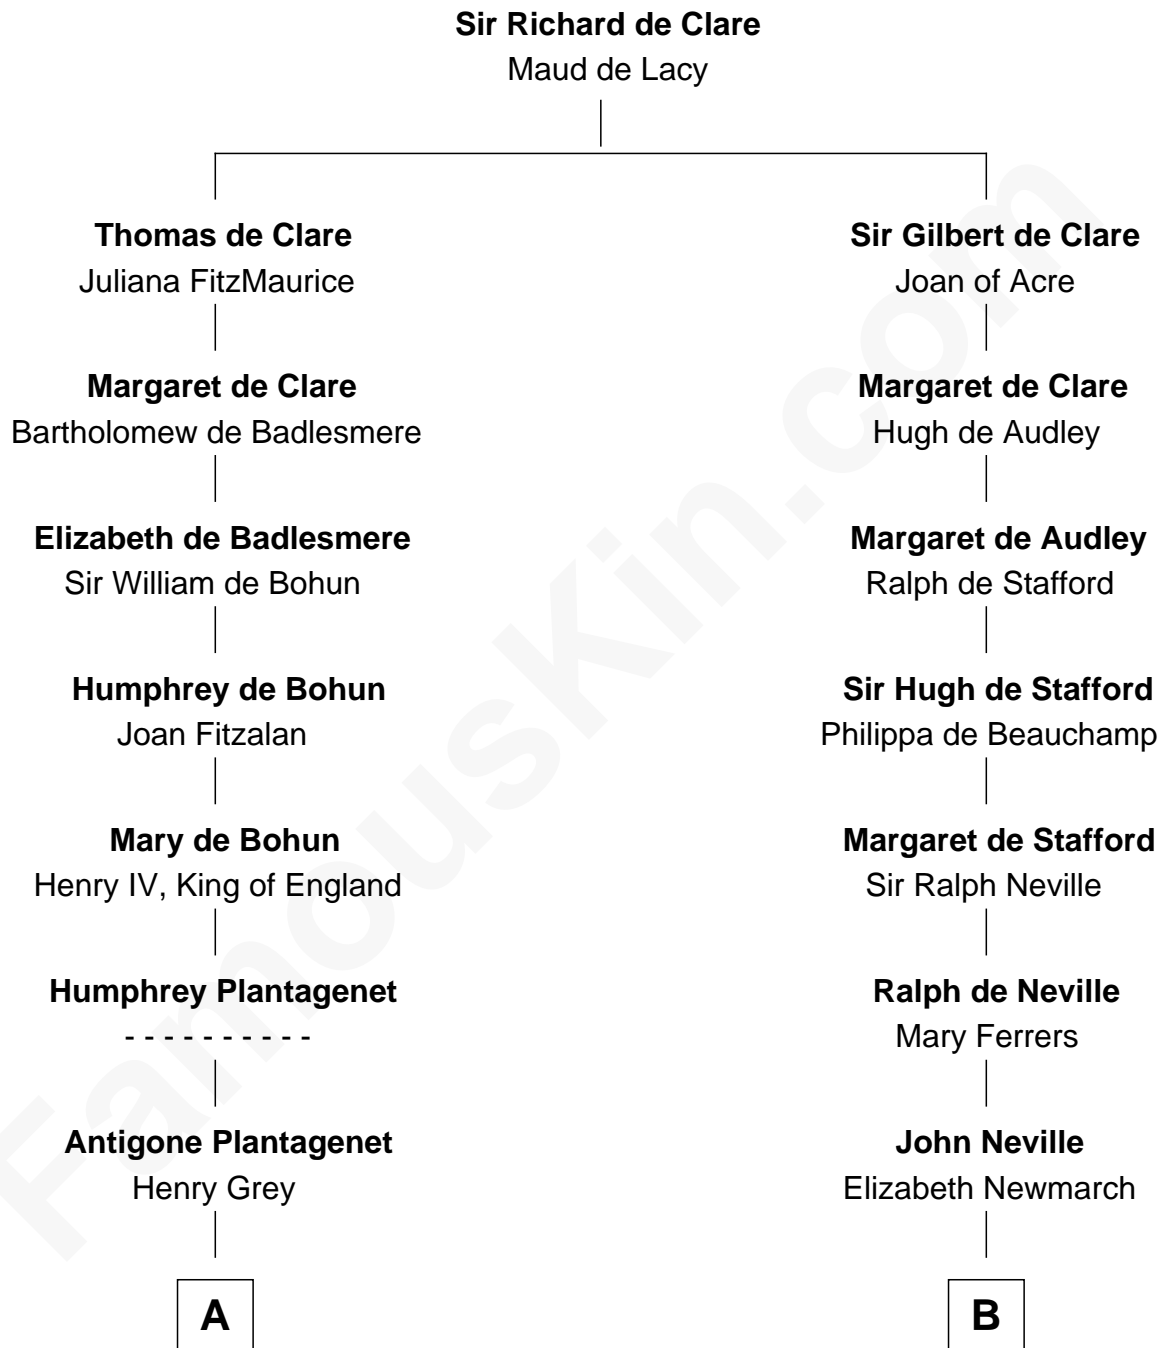 Sir Richard de Clare
Maud de Lacy
Thomas de Clare
Juliana FitzMaurice
Sir Gilbert de Clare
Joan of Acre
Margaret de Clare
Bartholomew de Badlesmere
Margaret de Clare
Hugh de Audley
Elizabeth de Badlesmere
Sir William de Bohun
Margaret de Audley
Ralph de Stafford
Humphrey de Bohun
Joan Fitzalan
Sir Hugh de Stafford
Philippa de Beauchamp
Mary de Bohun
Henry IV, King of England
Margaret de Stafford
Sir Ralph Neville
Humphrey Plantagenet
- - - - - - - - - -
Ralph de Neville
Mary Ferrers
Antigone Plantagenet
Henry Grey
John Neville
Elizabeth Newmarch
A
B
FamousKin.com